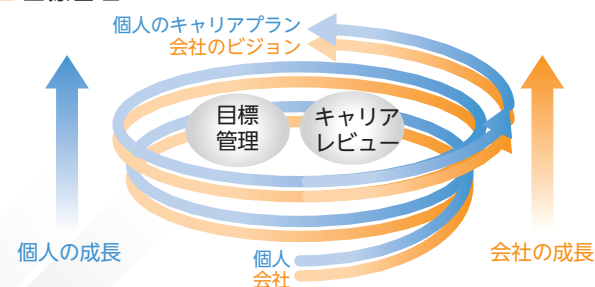 個人のキャリアプラン
会社のビジョン
目標
管理
キャリア
レビュー
個人の成長
会社の成長
個人
会社